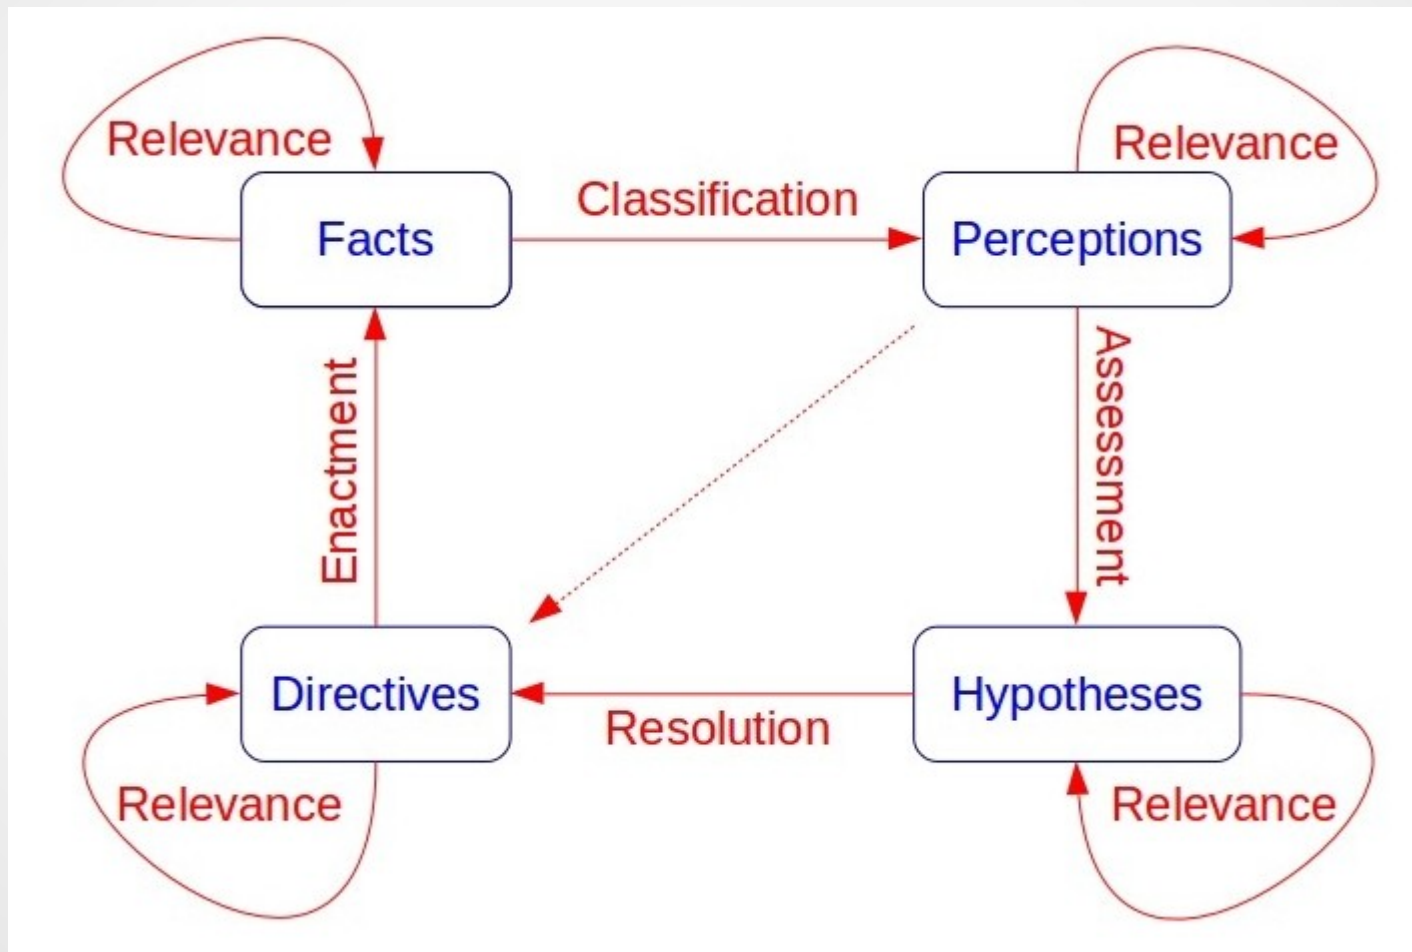 Relevance
Relevance
Classification
Facts
Perceptions
Enactment
Assessment
Directives
Hypotheses
Resolution
Relevance
Relevance